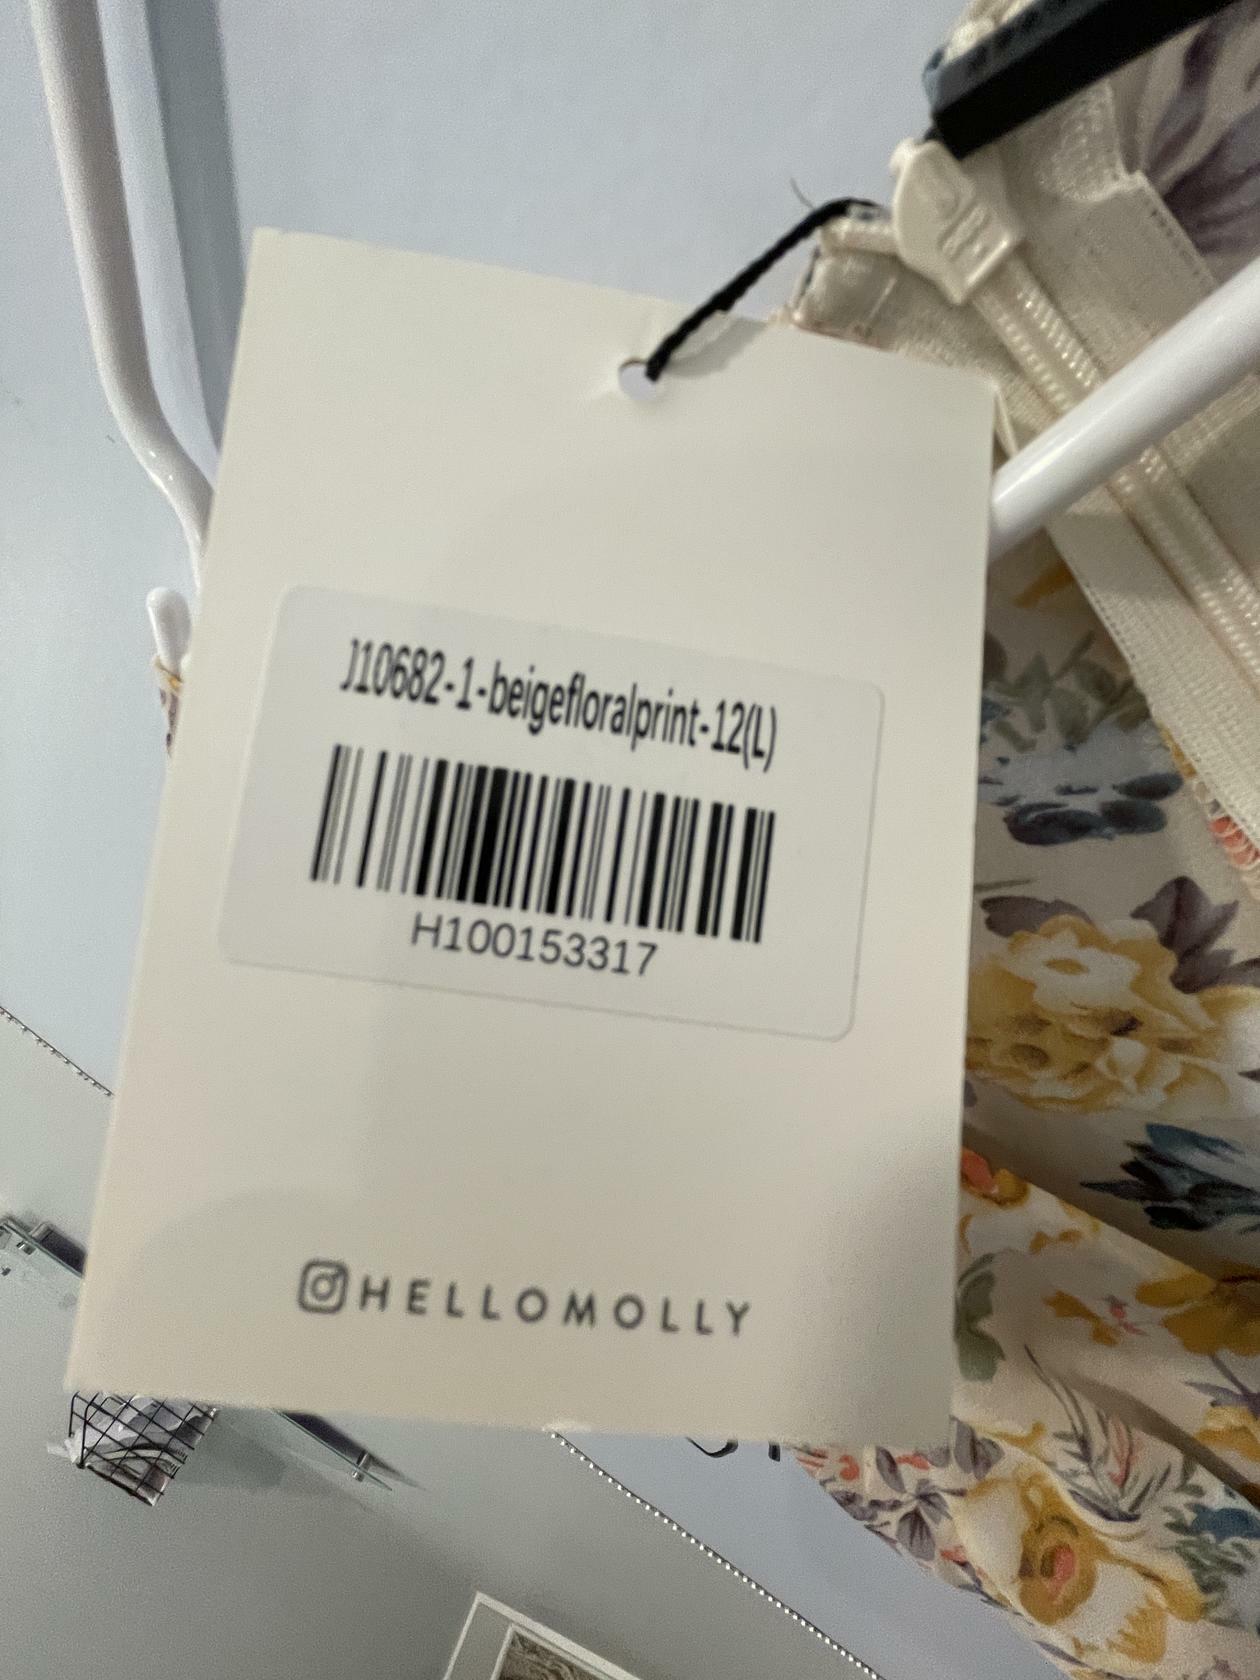 J10682-1-beigefloralprint-12(L)
H100153317
HELLOMOLLY